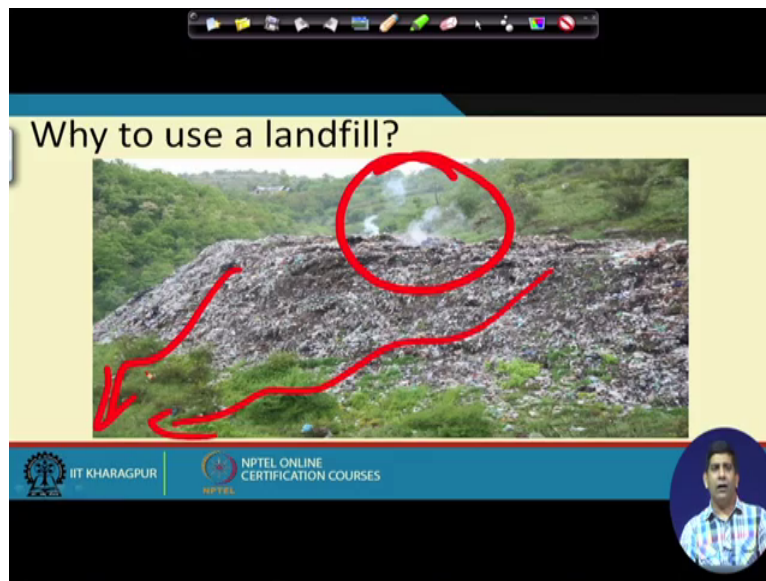 Why to use a landfill?
IIT KHARAGPUR
NPTEL ONLINE
CERTIFICATION COURSES
NPTEL